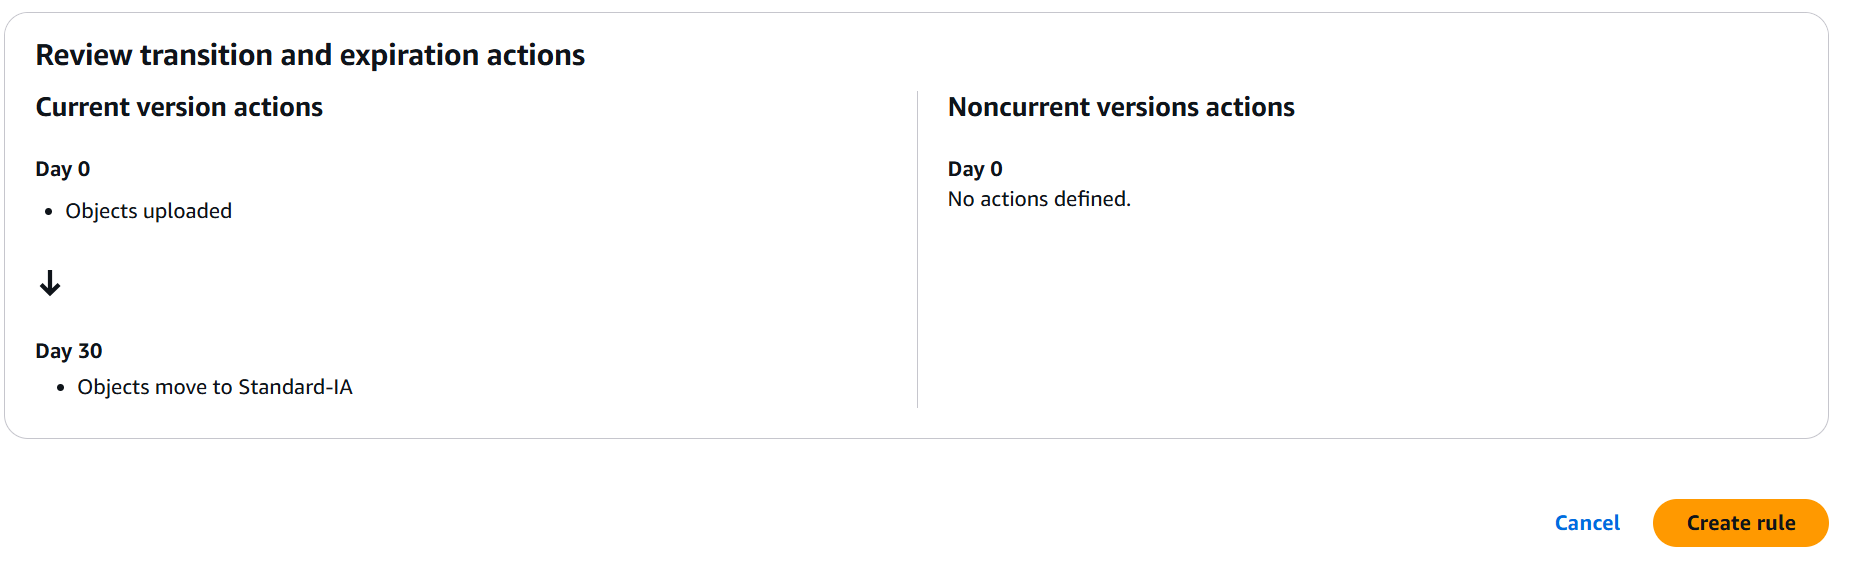 Review transition and expiration actions
Current version actions
Day 0
• Objects uploaded
↓
Day 30
• Objects move to Standard-IA
Noncurrent versions actions
Day 0
No actions defined.
Cancel
Create rule